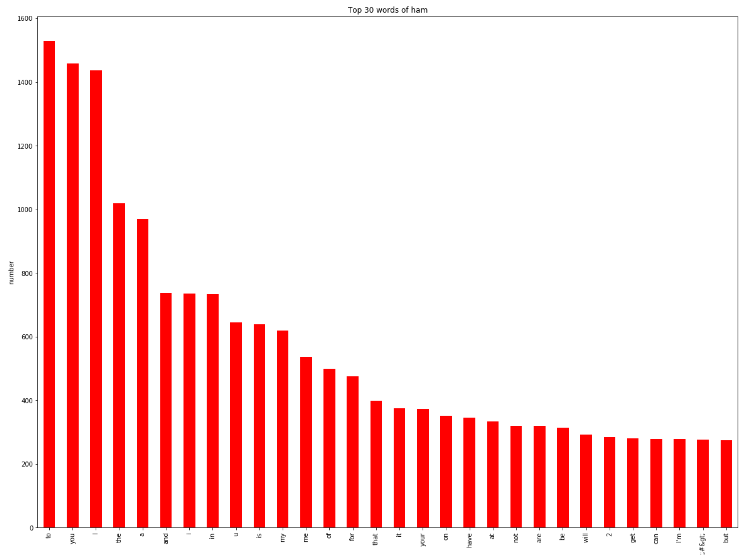 Top 30 words of ham
1600
1400
1200
1000
800
600
400
200
0
number
to
you
I
the
a
and
i
in
u
is
my
me
of
for
that
it
your
on
have
at
not
are
be
will
2
get
can
I'm
;#&gt;
but